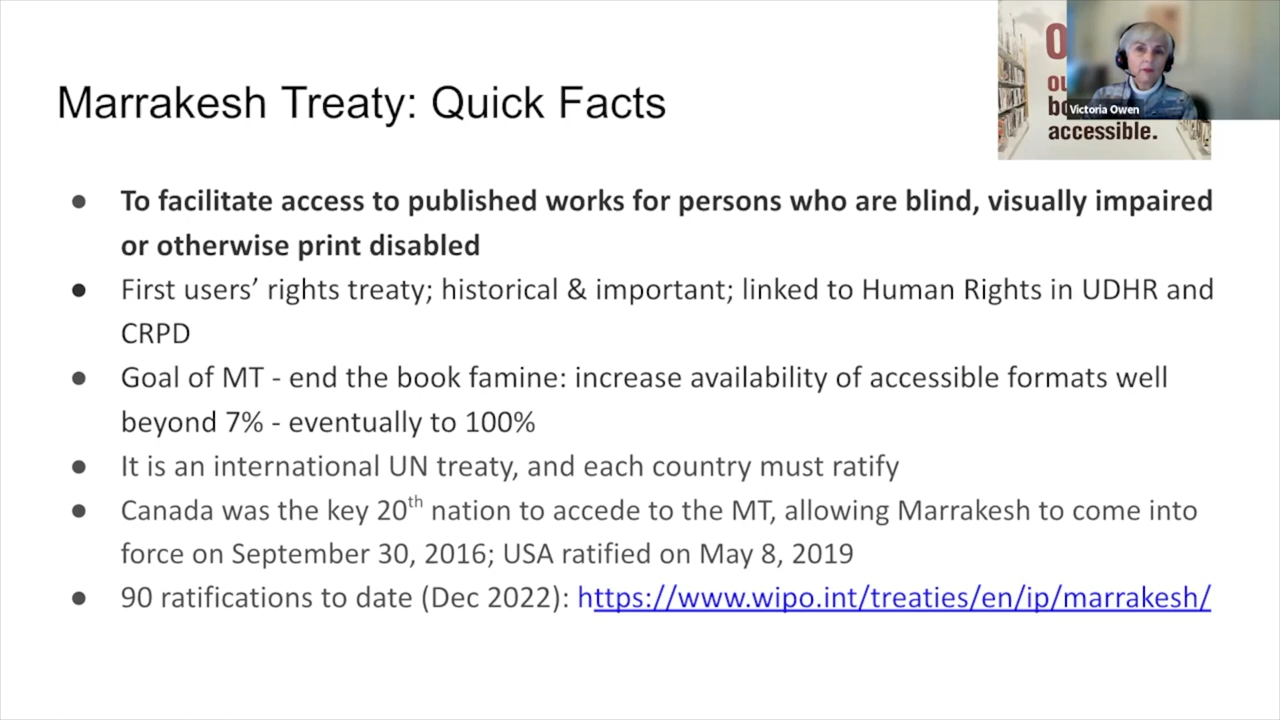 Marrakesh Treaty: Quick Facts
Victoria Owen
accessible.
● To facilitate access to published works for persons who are blind, visually impaired
or otherwise print disabled
● First users’ rights treaty; historical & important; linked to Human Rights in UDHR and
CRPD
● Goal of MT - end the book famine: increase availability of accessible formats well
beyond 7% - eventually to 100%
● It is an international UN treaty, and each country must ratify
● Canada was the key 20th nation to accede to the MT, allowing Marrakesh to come into
force on September 30, 2016; USA ratified on May 8, 2019
● 90 ratifications to date (Dec 2022): https://www.wipo.int/treaties/en/ip/marrakesh/